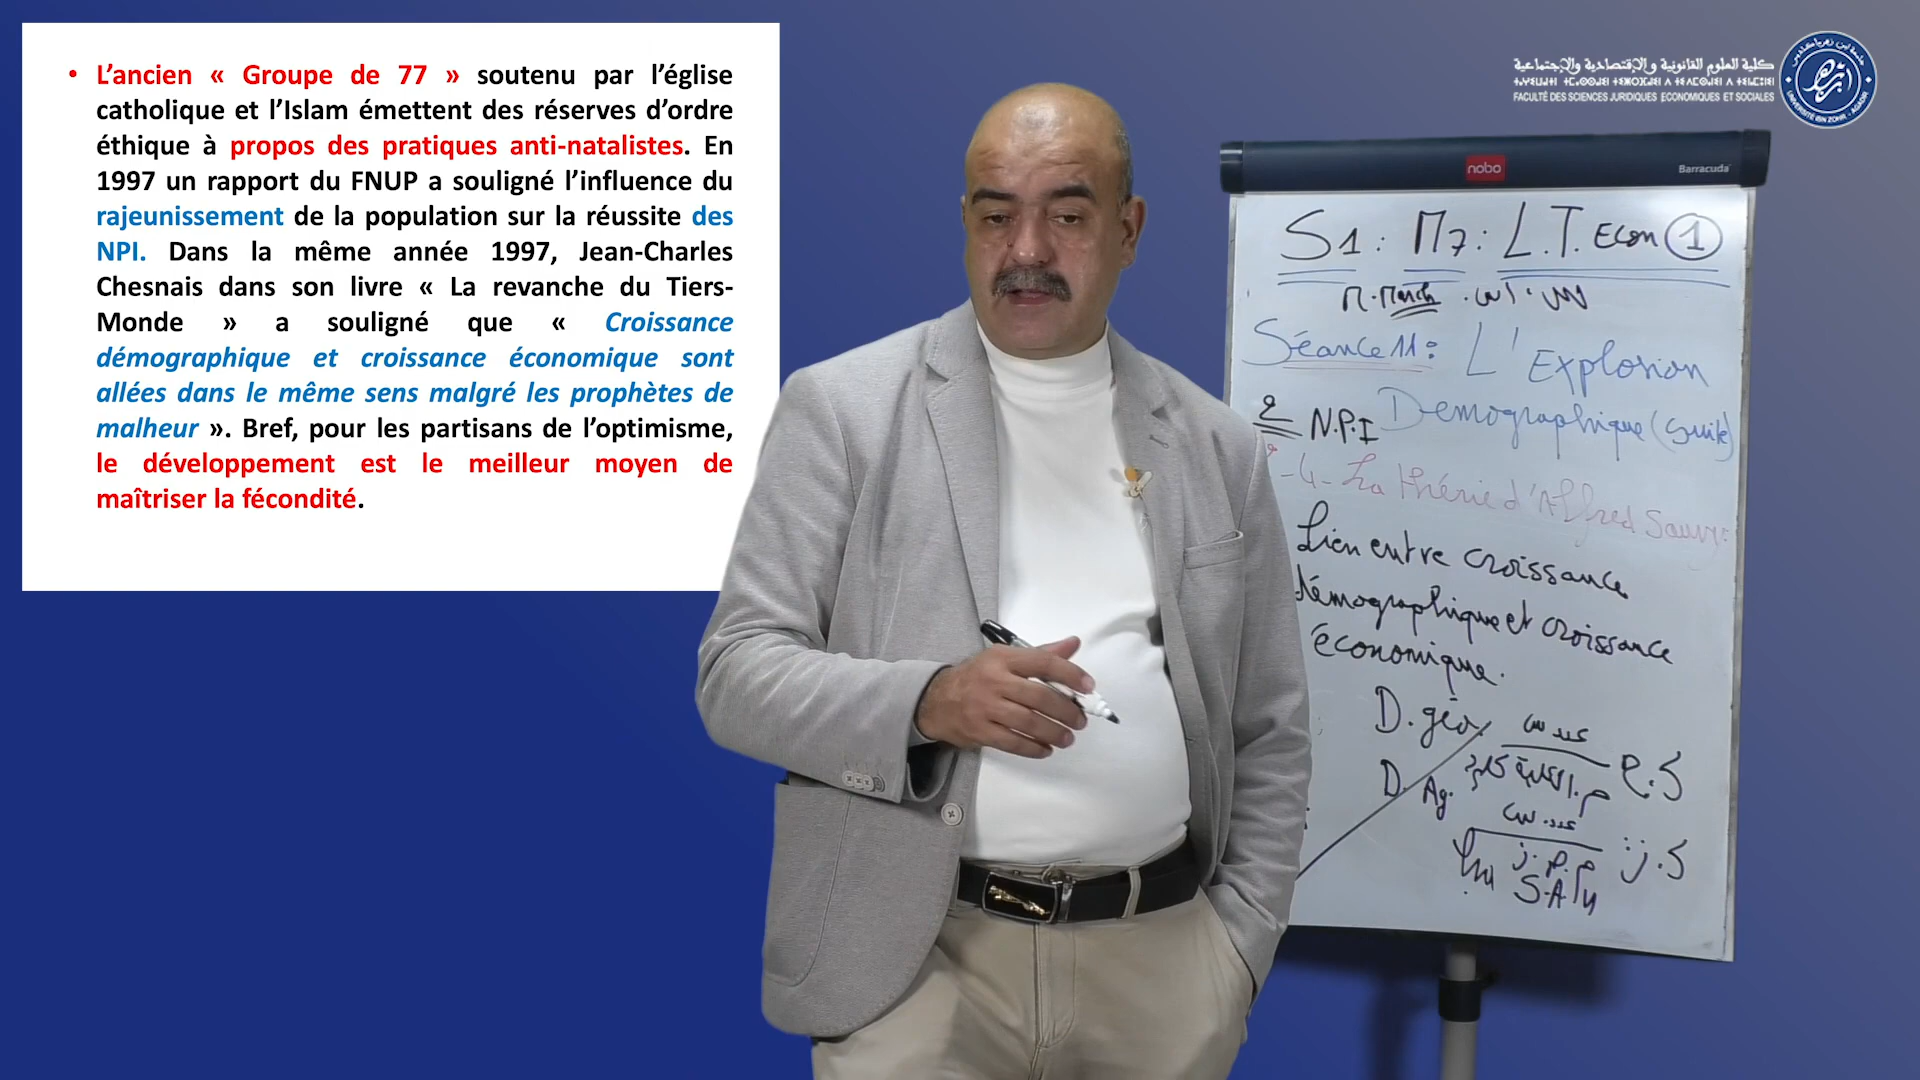 • L’ancien « Groupe de 77 » soutenu par l’église
catholique et l’Islam émettent des réserves d’ordre
éthique à propos des pratiques anti-natalistes. En
1997 un rapport du FNUP a souligné l’influence du
rajeunissement de la population sur la réussite des
NPI. Dans la même année 1997, Jean-Charles
Chesnais dans son livre « La revanche du Tiers-
Monde » a souligné que « Croissance
démographique et croissance économique sont
allées dans le même sens malgré les prophètes de
malheur ». Bref, pour les partisans de l’optimisme,
le développement est le meilleur moyen de
maîtriser la fécondité.
كلية العلوم القانونية والإقتصادية والإجتماعية
FACULTÉ DES SCIENCES JURIDIQUES ECONOMIQUES ET SOCIALES
UNIVERSITÉ IBN ZOHR - AGADIR
nobo
Barracuda
S1 : M7 : L.T. Econ 1
Séance 11: L'Explosion
N.P.I Démographique (suite)
-4- La théorie d'Alfred Sauvy:
Lien entre croissance
démographique et croissance
économique.
D. géo
D. Ag.
S.A.U